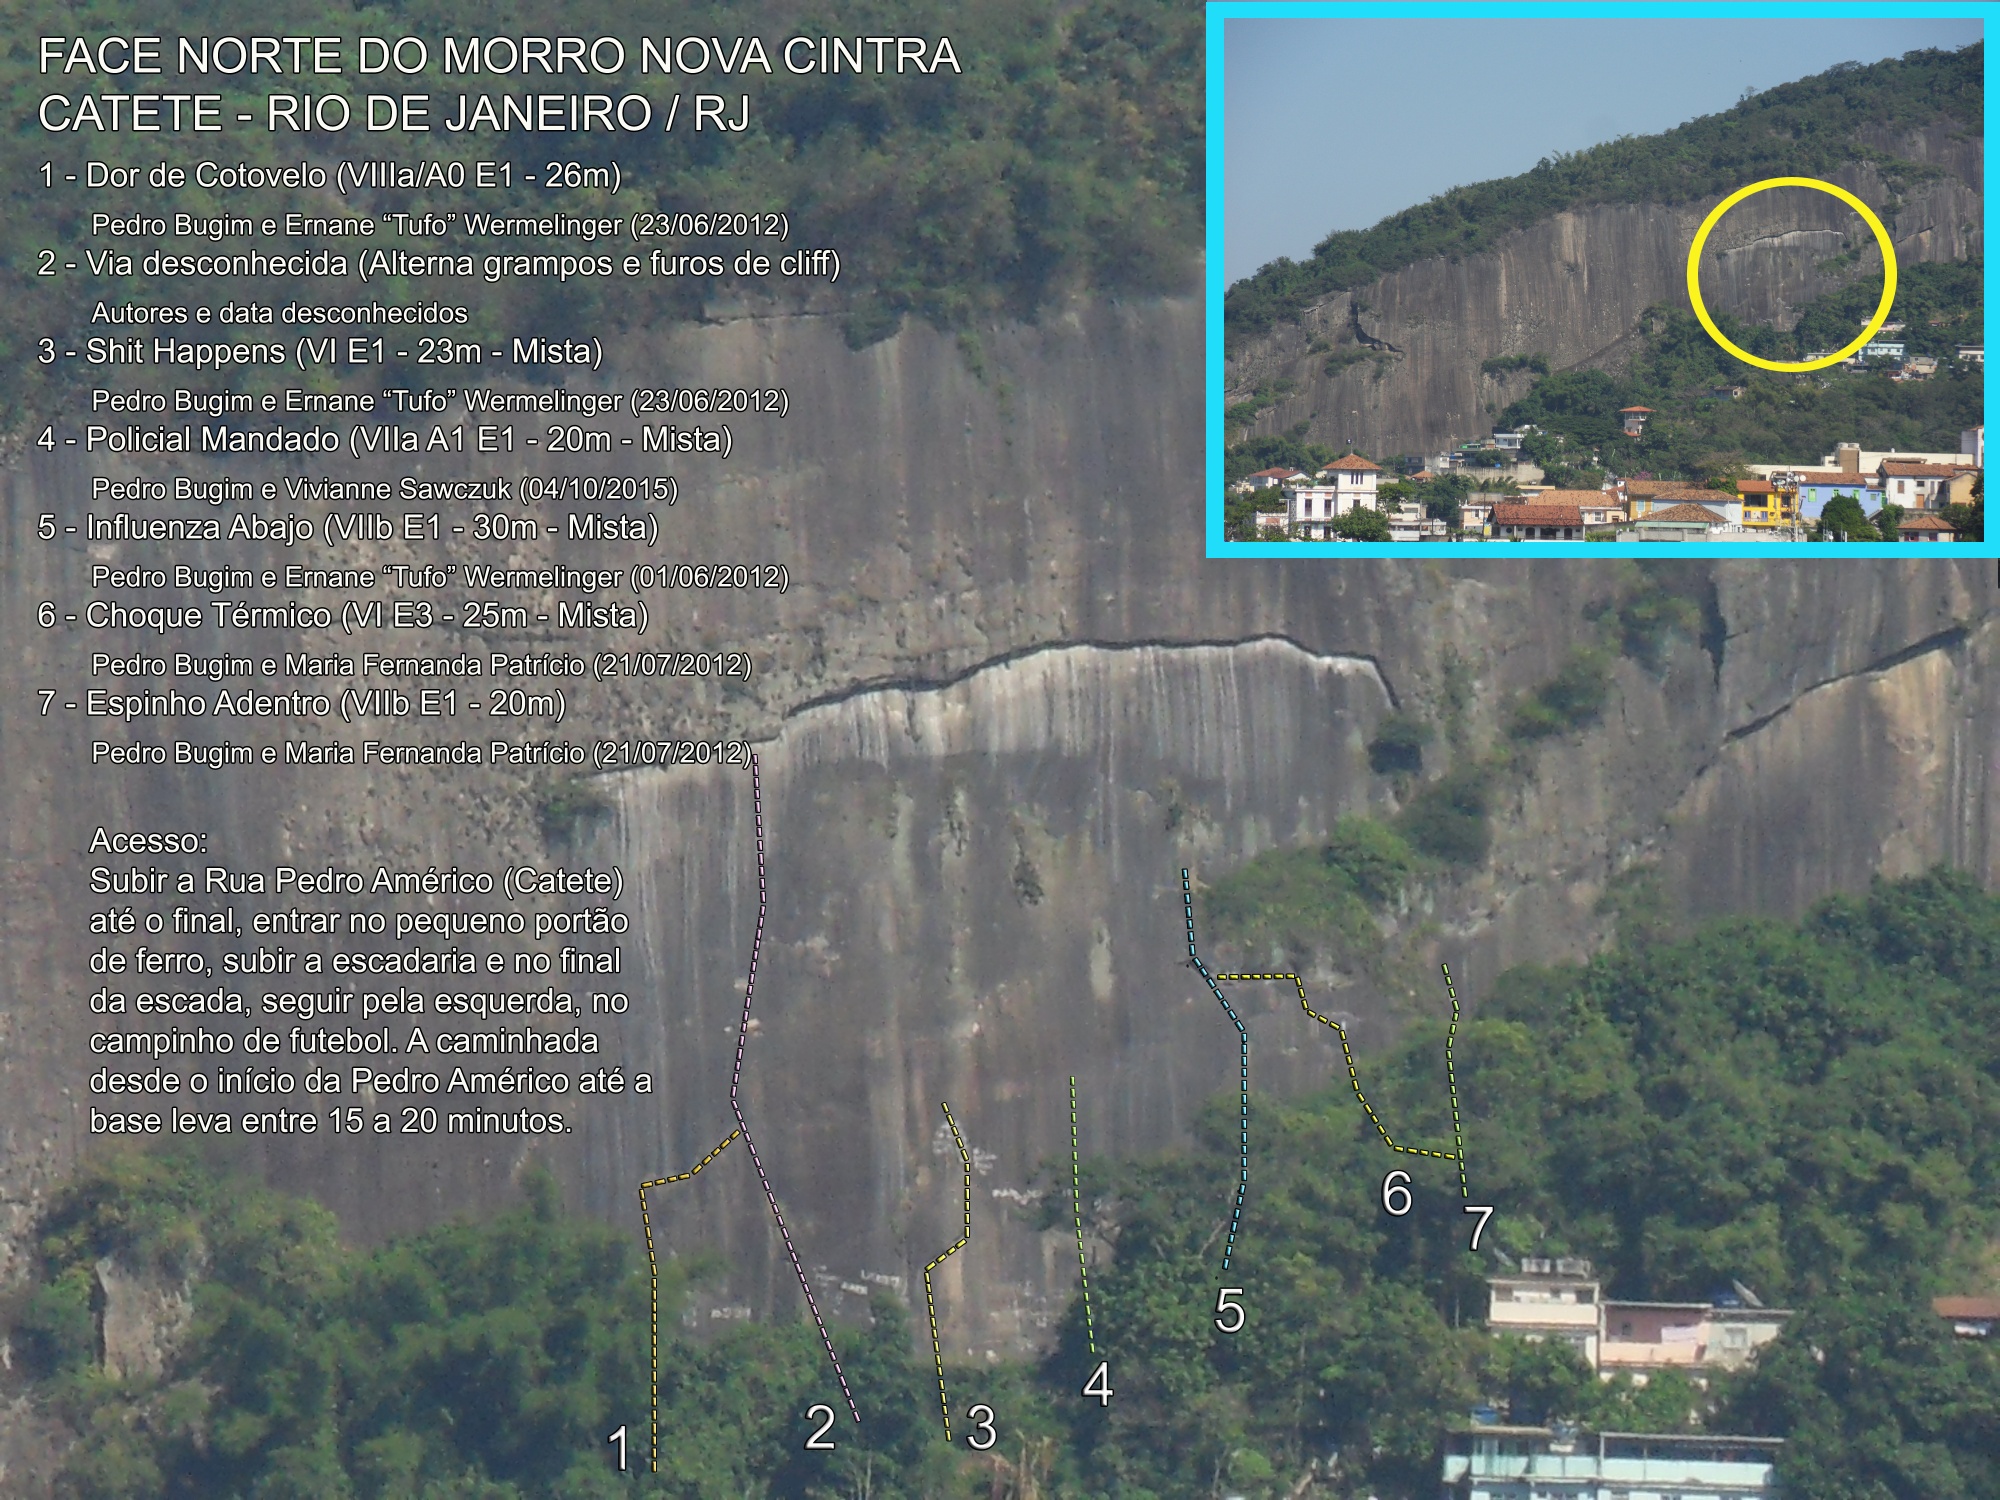 FACE NORTE DO MORRO NOVA CINTRA
CATETE - RIO DE JANEIRO / RJ
1 - Dor de Cotovelo (VIIIa/A0 E1 - 26m)
Pedro Bugim e Ernane “Tufo” Wermelinger (23/06/2012)
2 - Via desconhecida (Alterna grampos e furos de cliff)
Autores e data desconhecidos
3 - Shit Happens (VI E1 - 23m - Mista)
Pedro Bugim e Ernane “Tufo” Wermelinger (23/06/2012)
4 - Policial Mandado (VIIa A1 E1 - 20m - Mista)
Pedro Bugim e Vivianne Sawczuk (04/10/2015)
5 - Influenza Abajo (VIIb E1 - 30m - Mista)
Pedro Bugim e Ernane “Tufo” Wermelinger (01/06/2012)
6 - Choque Térmico (VI E3 - 25m - Mista)
Pedro Bugim e Maria Fernanda Patrício (21/07/2012)
7 - Espinho Adentro (VIIb E1 - 20m)
Pedro Bugim e Maria Fernanda Patrício (21/07/2012)
Acesso:
Subir a Rua Pedro Américo (Catete)
até o final, entrar no pequeno portão
de ferro, subir a escadaria e no final
da escada, seguir pela esquerda, no
campinho de futebol. A caminhada
desde o início da Pedro Américo até a
base leva entre 15 a 20 minutos.
1
2
3
4
5
6
7